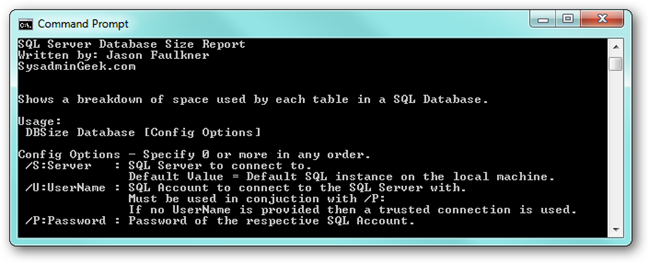 Command Prompt
SQL Server Database Size Report
Written by: Jason Faulkner
SysadminGeek.com
Shows a breakdown of space used by each table in a SQL Database.
Usage:
DBSize Database [Config Options]
Config Options - Specify 0 or more in any order.
/S:Server : SQL Server to connect to.
Default Value = Default SQL instance on the local machine.
/U:UserName : SQL Account to connect to the SQL Server with.
Must be used in conjuction with /P:
If no UserName is provided then a trusted connection is used.
/P:Password : Password of the respective SQL Account.